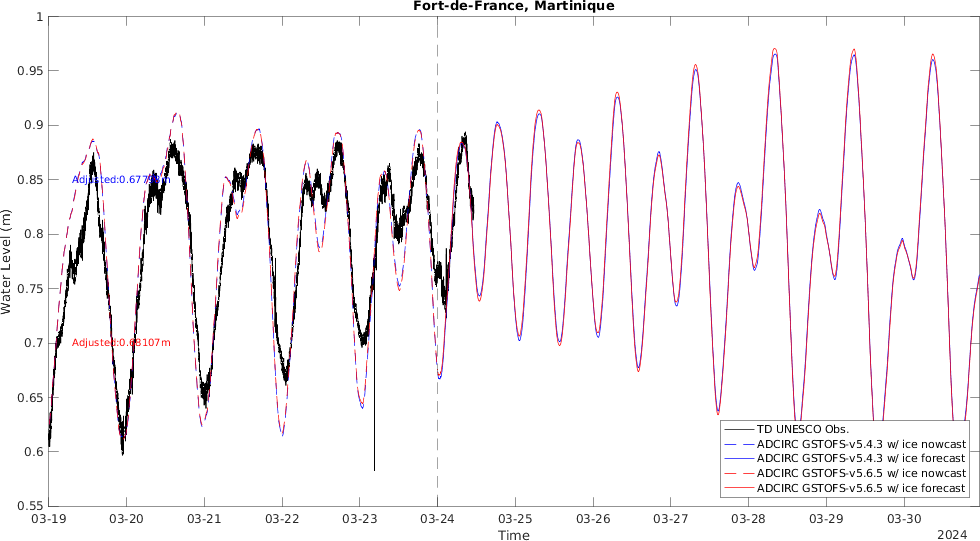 Fort-de-France, Martinique
1
0.95
0.9
0.85
0.8
0.75
0.7
0.65
0.6
0.55
Water Level (m)
Adjusted:0.68107m
TD UNESCO Obs.
ADCIRC GSTOFS-v5.4.3 w/ ice nowcast
ADCIRC GSTOFS-v5.4.3 w/ ice forecast
ADCIRC GSTOFS-v5.6.5 w/ ice nowcast
ADCIRC GSTOFS-v5.6.5 w/ ice forecast
03-19 03-20 03-21 03-22 03-23 03-24 03-25 03-26 03-27 03-28 03-29 03-30
Time
2024